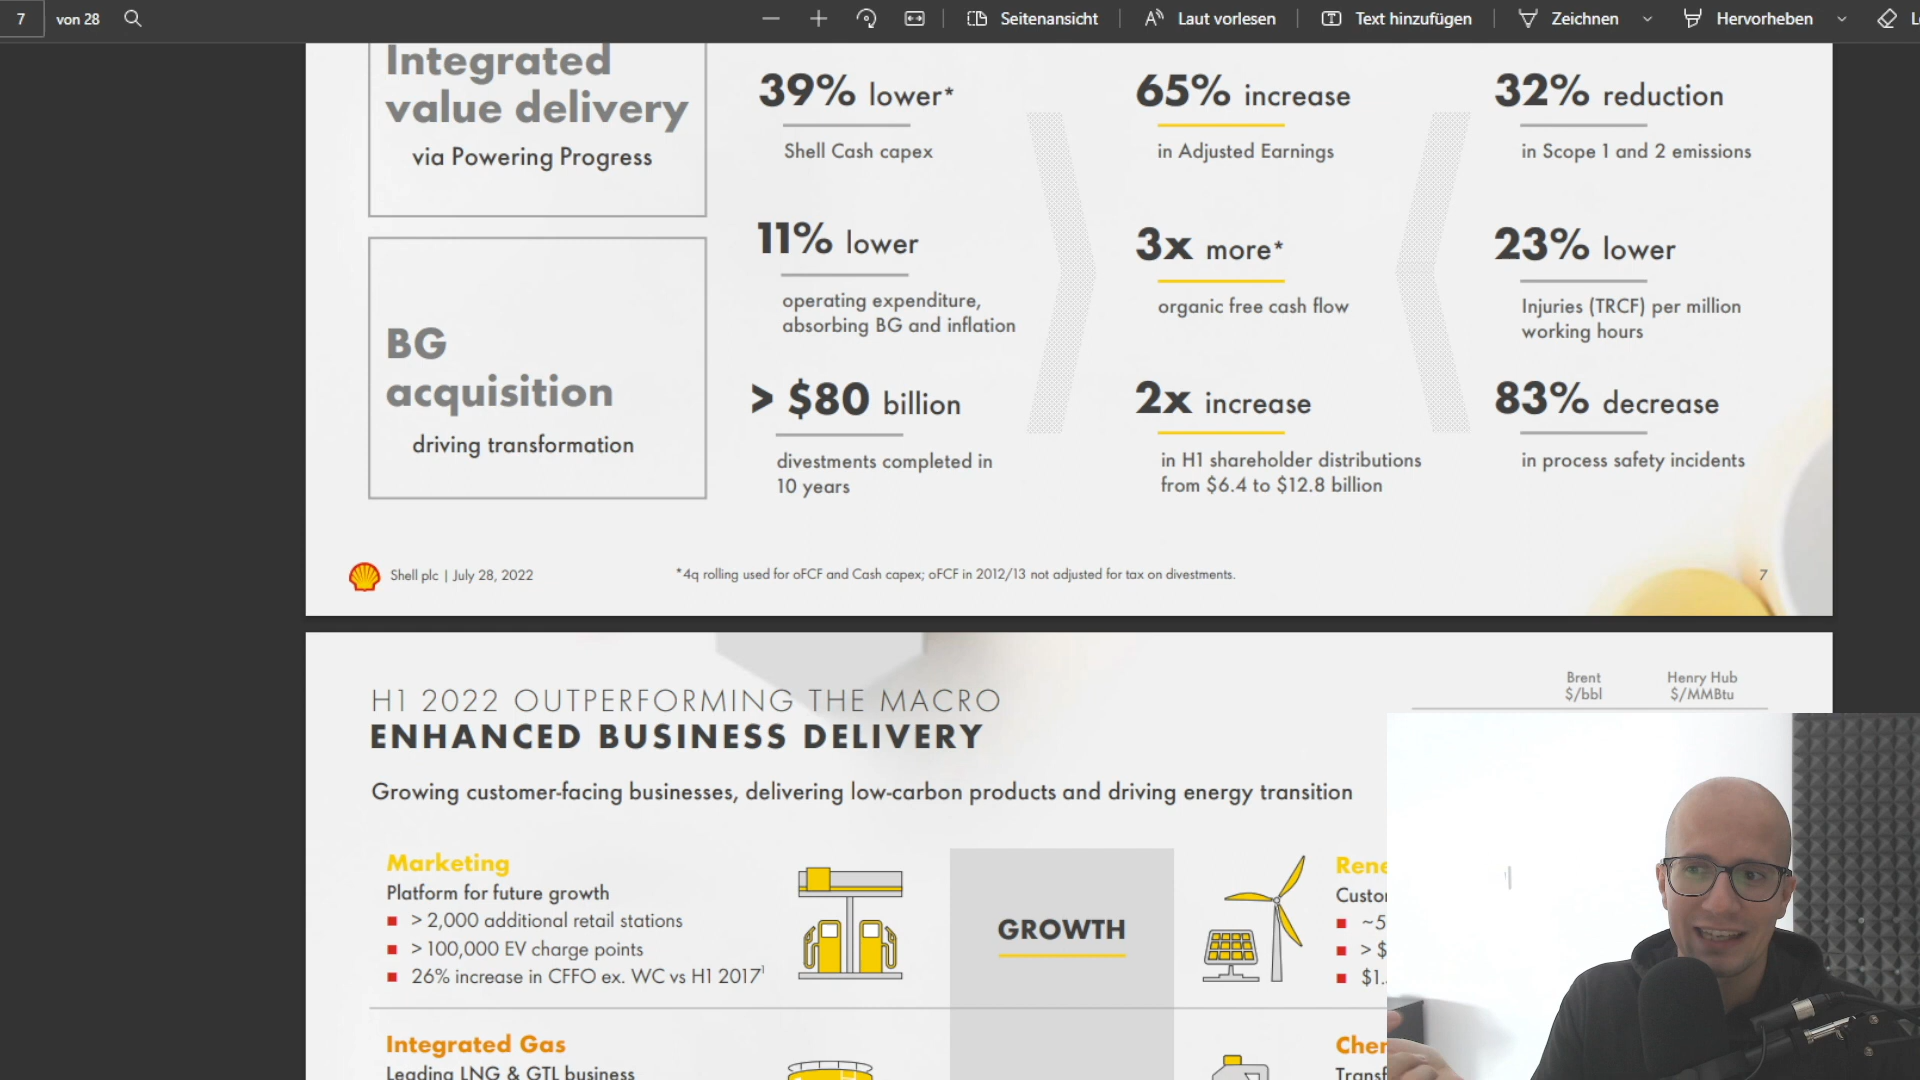 7 von 28
Seitenansicht
Laut vorlesen
Text hinzufügen
Zeichnen
Hervorheben
Integrated
value delivery
via Powering Progress
BG
acquisition
driving transformation
39% lower*
Shell Cash capex
11% lower
operating expenditure,
absorbing BG and inflation
> $80 billion
divestments completed in
10 years
65% increase
in Adjusted Earnings
3x more*
organic free cash flow
2x increase
in H1 shareholder distributions
from $6.4 to $12.8 billion
32% reduction
in Scope 1 and 2 emissions
23% lower
Injuries (TRCF) per million
working hours
83% decrease
in process safety incidents
Shell plc | July 28, 2022
*4q rolling used for oFCF and Cash capex; oFCF in 2012/13 not adjusted for tax on divestments.
7
H1 2022 OUTPERFORMING THE MACRO
ENHANCED BUSINESS DELIVERY
Brent
$/bbl
Henry Hub
$/MMBtu
Growing customer-facing businesses, delivering low-carbon products and driving energy transition
Marketing
Platform for future growth
> 2,000 additional retail stations
> 100,000 EV charge points
26% increase in CFFO ex. WC vs H1 2017¹
GROWTH
Rene
Custo
~5
> $
$1.
Integrated Gas
Leading LNG & GTL business
Cher
Transf